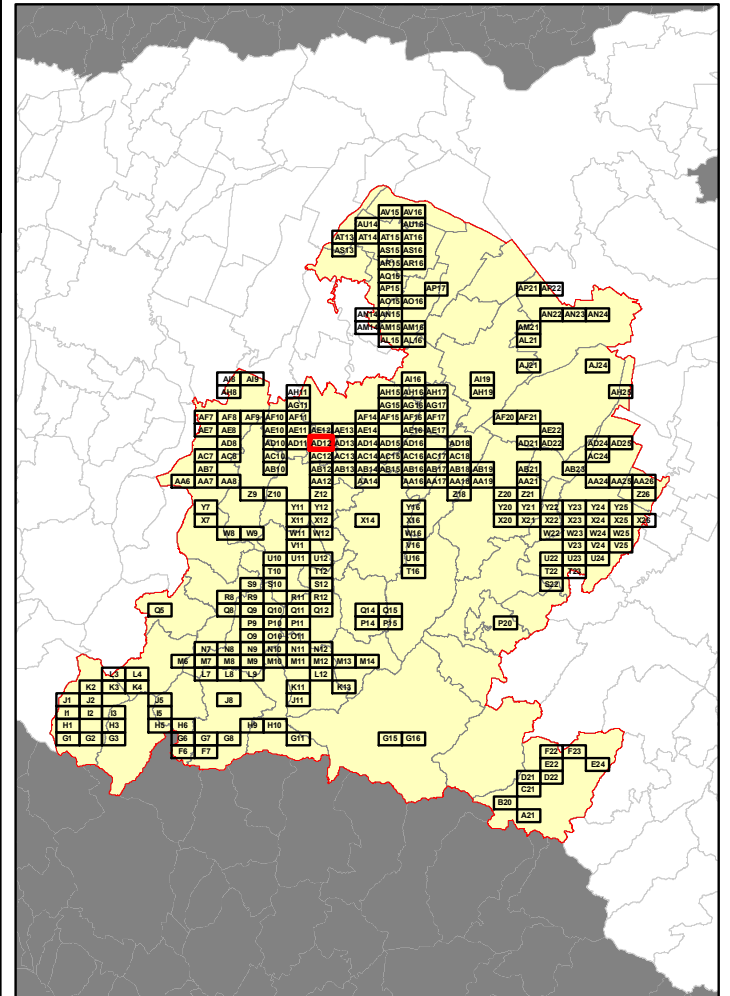 AV15 AV16
AU14 AU16
AT13 AT14 AT15 AT16
AS13 AS15 AS16
AR15 AR16
AQ15
AP15 AP17 AP21 AP22
AO15 AO16
AN14 AN15 AN22 AN23 AN24
AM14 AM15 AM16 AM21
AL15 AL16 AL21
AJ21 AJ24
AI8 AI9 AI16 AI19
AH8 AH11 AH15 AH16 AH17 AH19 AH25
AG11 AG15 AG16 AG17
AF7 AF8 AF9 AF10 AF11 AF14 AF15 AF16 AF17 AF20 AF21
AE7 AE8 AE10 AE11 AE12 AE13 AE14 AE16 AE17 AE22
AD8 AD10 AD11 AD12 AD13 AD14 AD15 AD16 AD18 AD21 AD22 AD24 AD25
AC7 AC8 AC10 AC12 AC13 AC14 AC15 AC16 AC17 AC18 AC24
AB7 AB10 AB12 AB13 AB14 AB15 AB16 AB17 AB18 AB19 AB21 AB23
AA6 AA7 AA8 AA12 AA14 AA16 AA17 AA18 AA19 AA21 AA24 AA25 AA26
Z9 Z10 Z12 Z18 Z20 Z21 Z26
Y7 Y11 Y12 Y16 Y20 Y21 Y22 Y23 Y24 Y25
X7 X11 X12 X14 X16 X20 X21 X22 X23 X24 X25 X26
W8 W9 W11 W12 W16 W22 W23 W24 W25
V11 V16 V23 V24 V25
U10 U11 U12 U16 U22 U23 U24
T10 T12 T16 T22 T23
S9 S10 S12 S22
R8 R9 R11 R12
Q5 Q8 Q9 Q10 Q11 Q12 Q14 Q15
P9 P10 P11 P14 P15 P20
O9 O10 O11
N7 N8 N9 N10 N11 N12
M6 M7 M8 M9 M10 M11 M12 M13 M14
L3 L4 L7 L8 L9 L12
K2 K3 K4 K11 K13
J1 J2 J5 J8 J11
I1 I2 I3 I5
H1 H3 H5 H6 H9 H10
G1 G2 G3 G6 G7 G8 G11 G15 G16
F6 F7 F22 F23
E22 E24
D21 D22
C21
B20
A21